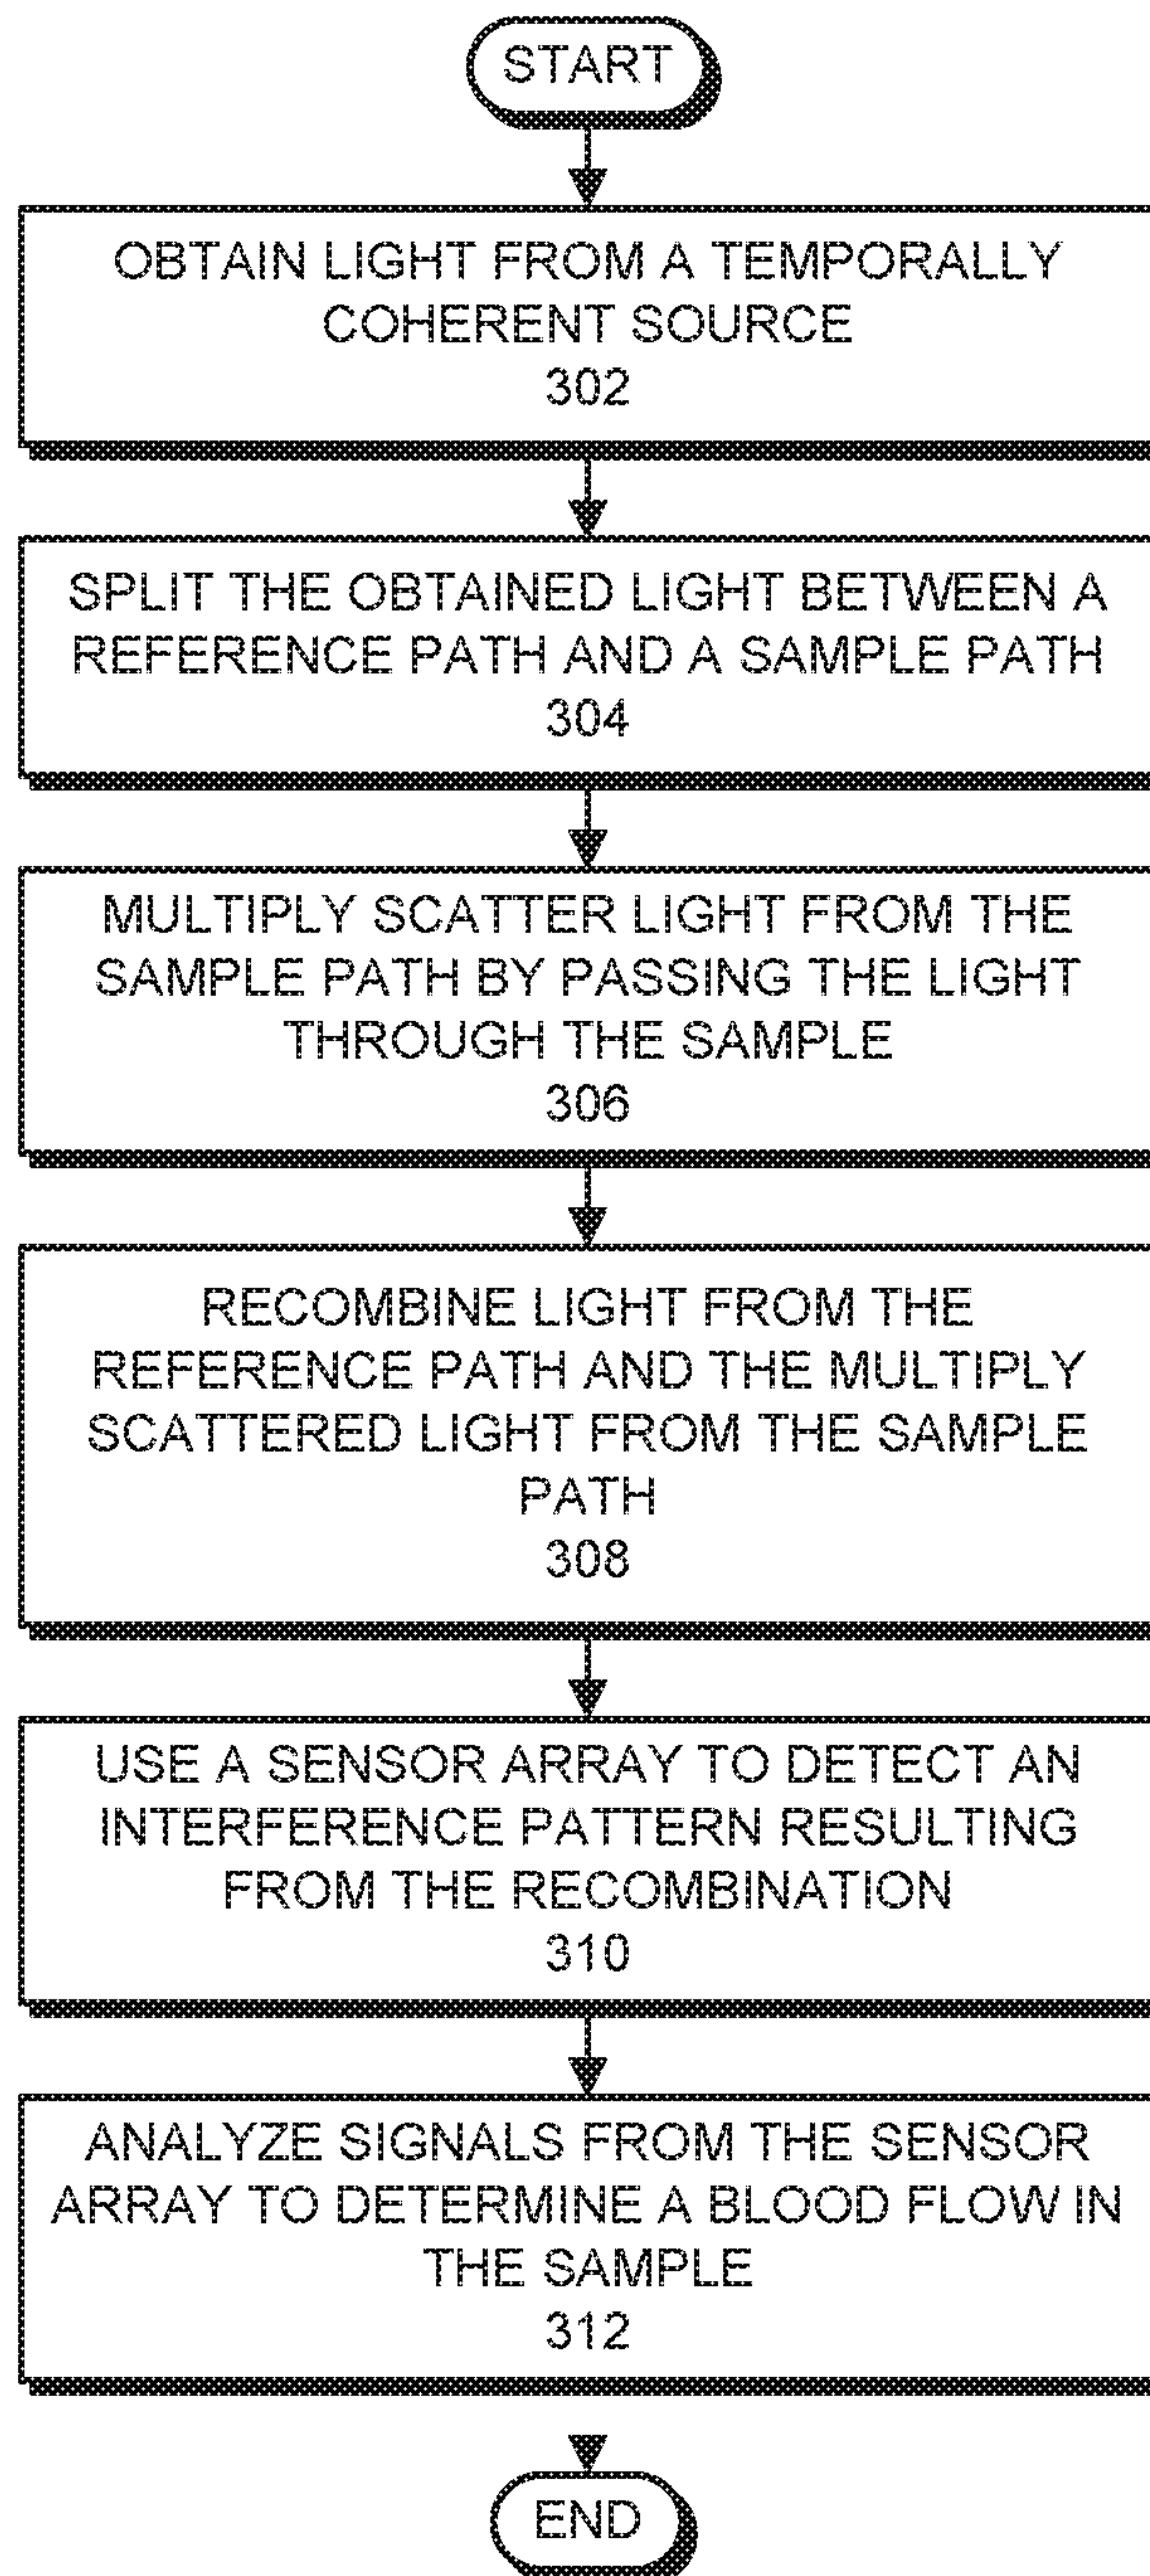 START
OBTAIN LIGHT FROM A TEMPORALLY
COHERENT SOURCE
302
SPLIT THE OBTAINED LIGHT BETWEEN A
REFERENCE PATH AND A SAMPLE PATH
304
MULTIPLY SCATTER LIGHT FROM THE
SAMPLE PATH BY PASSING THE LIGHT
THROUGH THE SAMPLE
306
RECOMBINE LIGHT FROM THE
REFERENCE PATH AND THE MULTIPLY
SCATTERED LIGHT FROM THE SAMPLE
PATH
308
USE A SENSOR ARRAY TO DETECT AN
INTERFERENCE PATTERN RESULTING
FROM THE RECOMBINATION
310
ANALYZE SIGNALS FROM THE SENSOR
ARRAY TO DETERMINE A BLOOD FLOW IN
THE SAMPLE
312
END